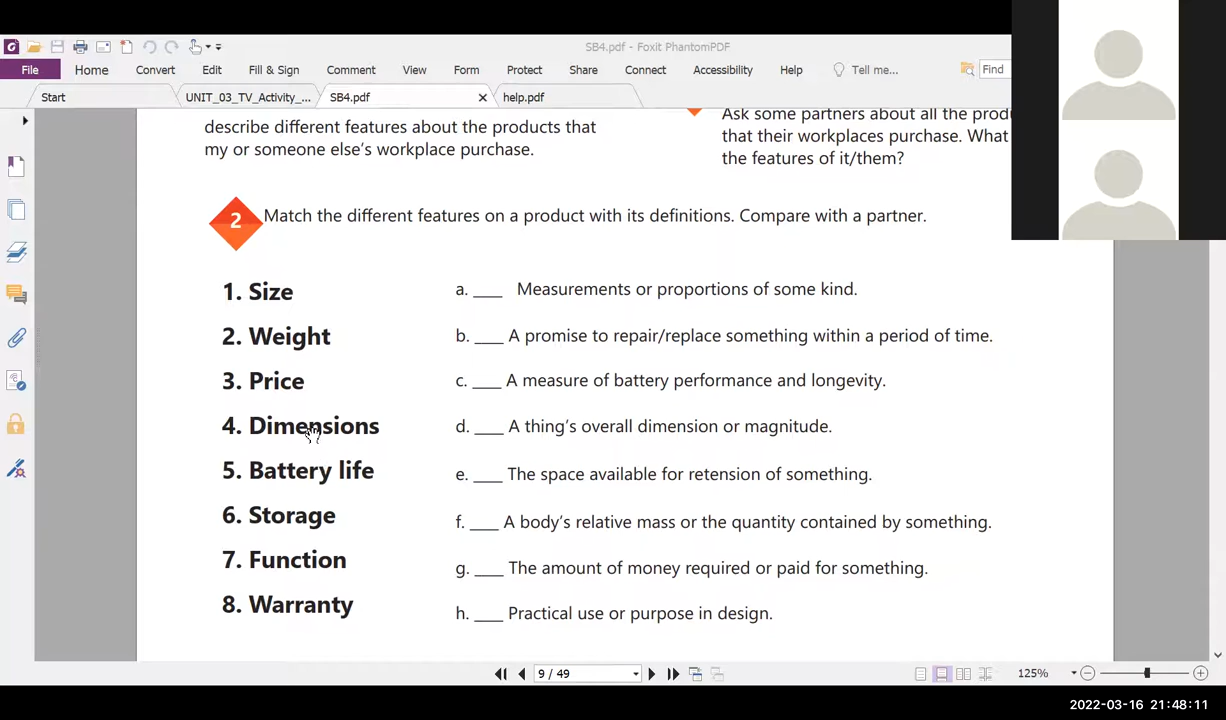 SB4.pdf - Foxit PhantomPDF
File Home Convert Edit Fill & Sign Comment View Form Protect Share Connect Accessibility Help Tell me... Find
Start UNIT_03_TV_Activity_... SB4.pdf help.pdf
describe different features about the products that
my or someone else's workplace purchase.
Ask some partners about all the produ
that their workplaces purchase. What
the features of it/them?
2 Match the different features on a product with its definitions. Compare with a partner.
1. Size
2. Weight
3. Price
4. Dimensions
5. Battery life
6. Storage
7. Function
8. Warranty
a. ____ Measurements or proportions of some kind.
b. ____ A promise to repair/replace something within a period of time.
c. ____ A measure of battery performance and longevity.
d. ____ A thing's overall dimension or magnitude.
e. ____ The space available for retension of something.
f. ____ A body's relative mass or the quantity contained by something.
g. ____ The amount of money required or paid for something.
h. ____ Practical use or purpose in design.
9 / 49
125%
2022-03-16 21:48:11